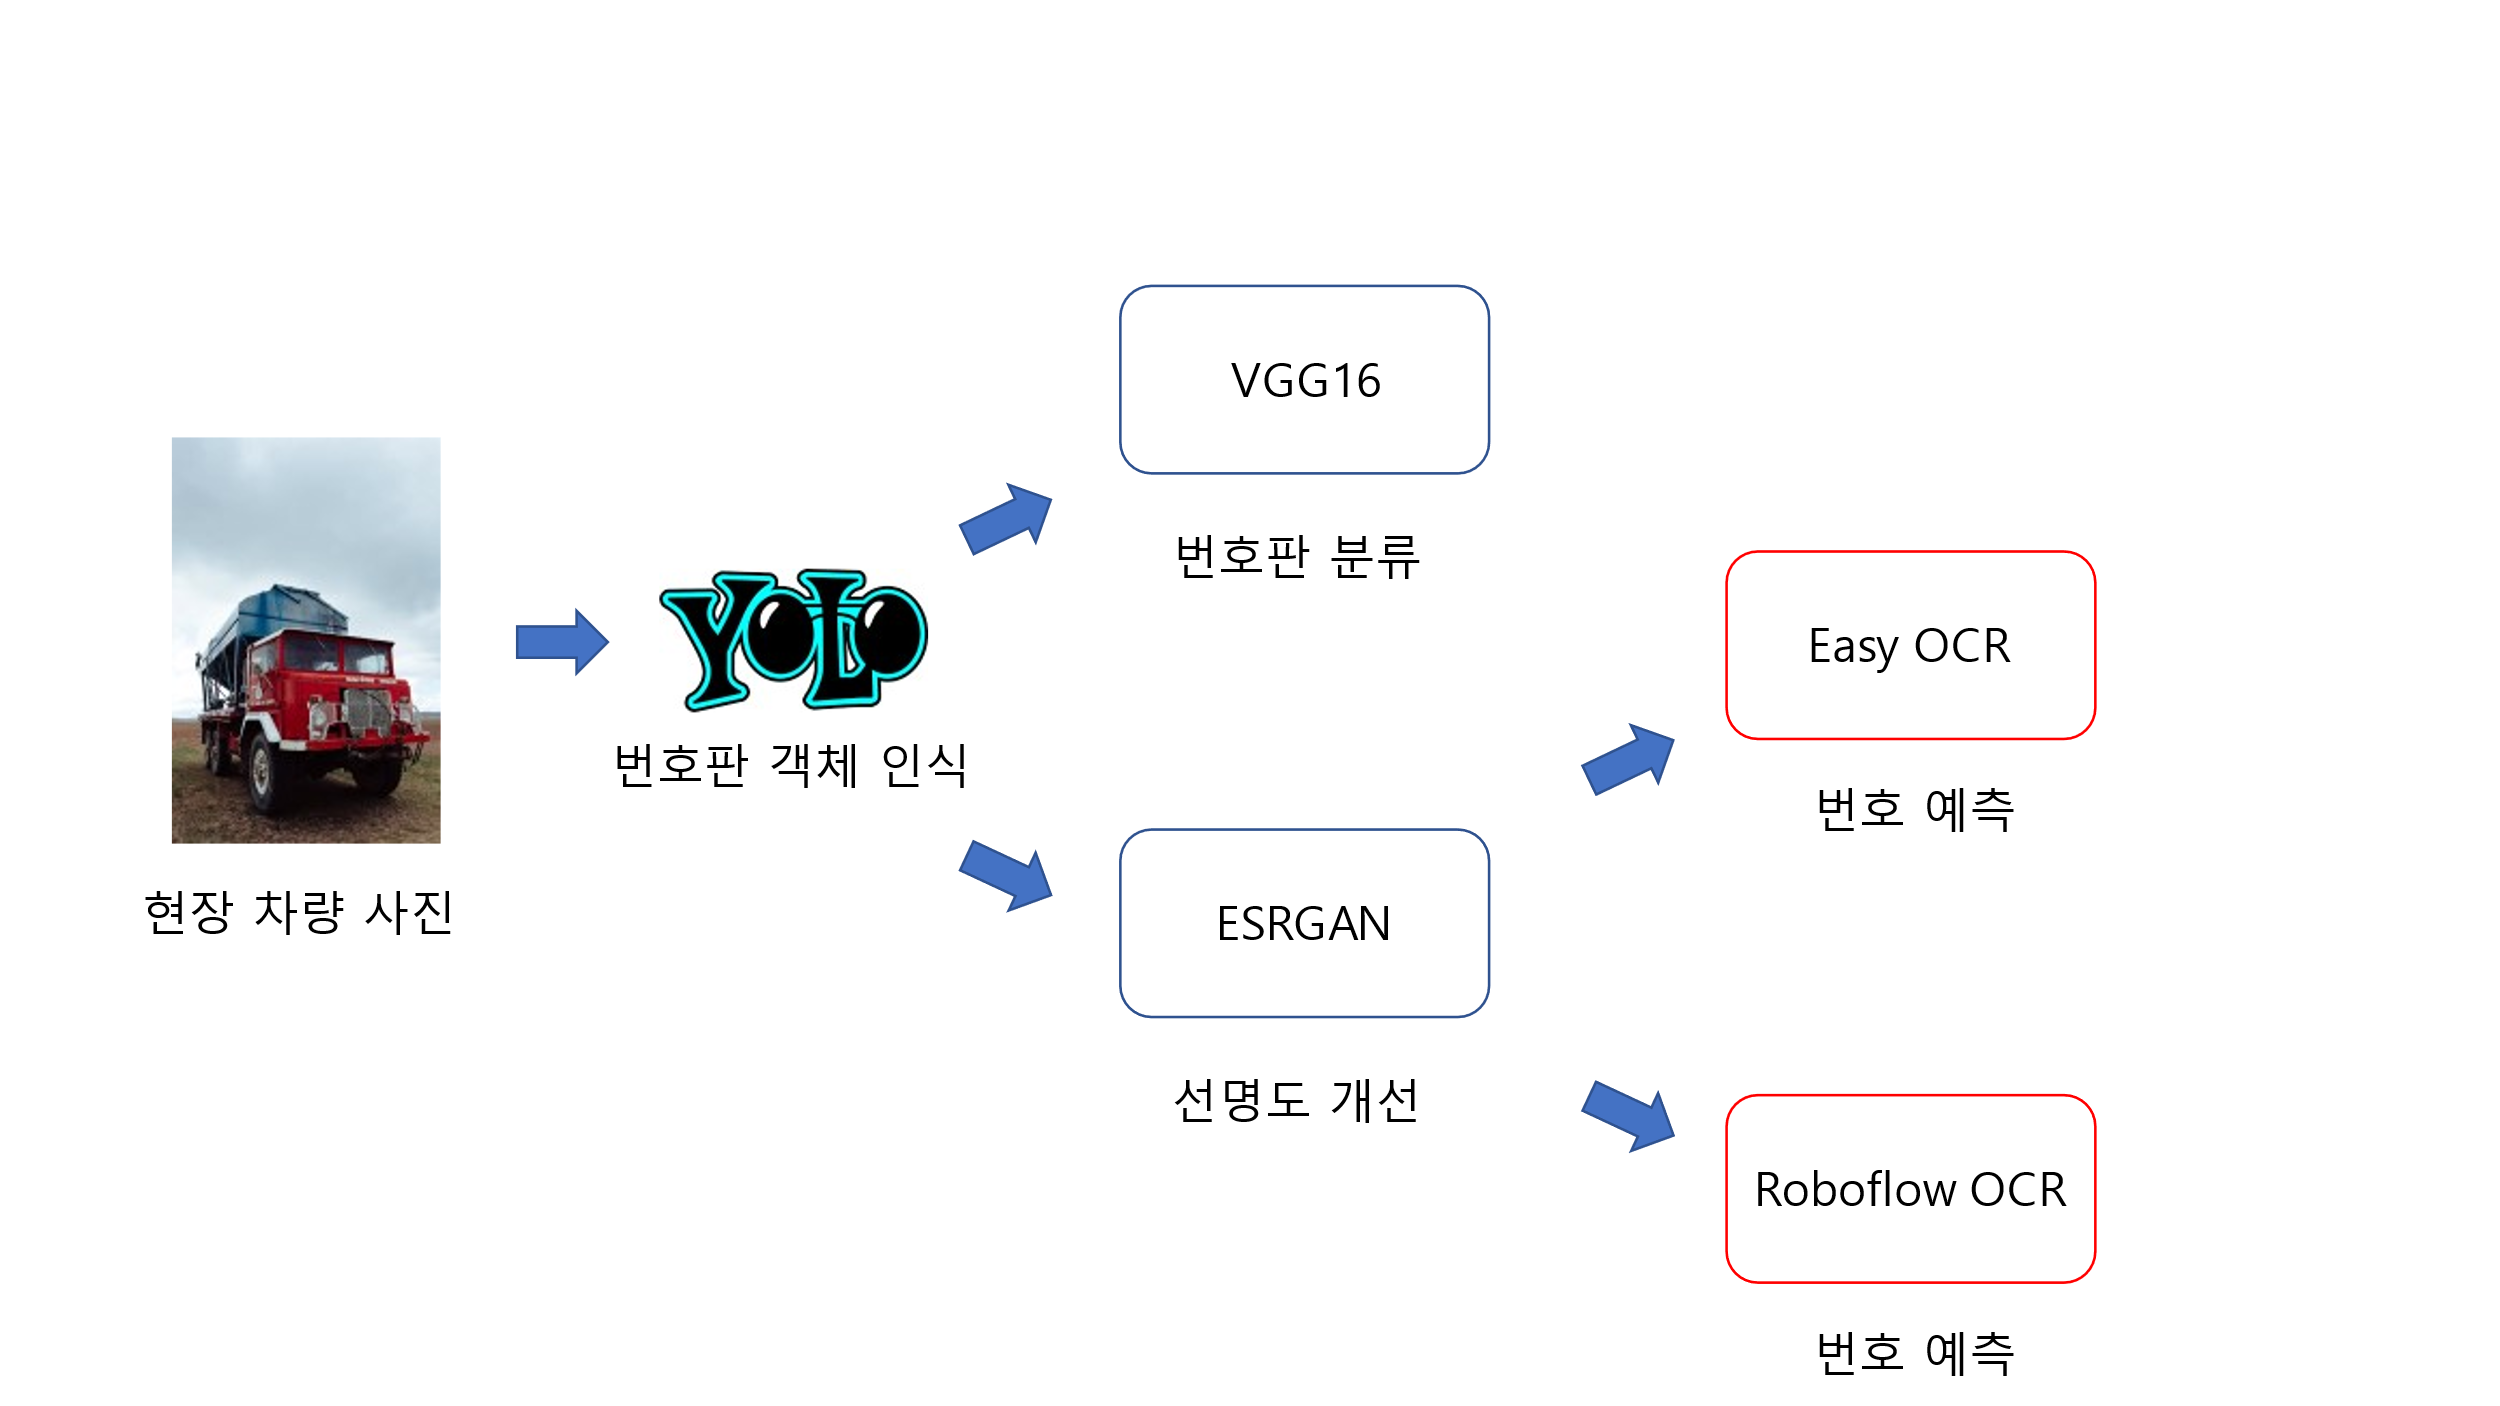 현장 차량 사진
YOLO
번호판 객체 인식
VGG16
번호판 분류
ESRGAN
선명도 개선
Easy OCR
번호 예측
Roboflow OCR
번호 예측